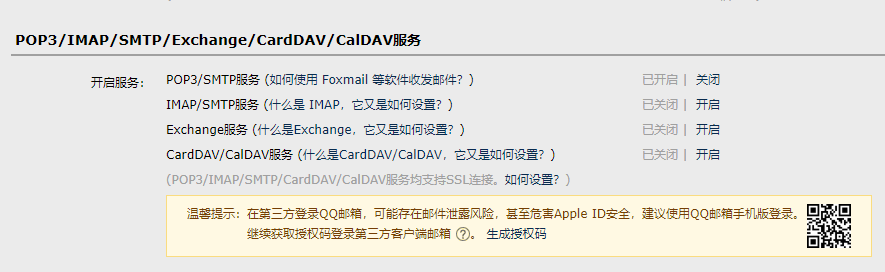 POP3/IMAP/SMTP/Exchange/CardDAV/CalDAV服务
开启服务： POP3/SMTP服务 (如何使用 Foxmail 等软件收发邮件？) 已开启 | 关闭
IMAP/SMTP服务 (什么是 IMAP，它又是如何设置？) 已关闭 | 开启
Exchange服务 (什么是Exchange，它又是如何设置？) 已关闭 | 开启
CardDAV/CalDAV服务 (什么是CardDAV/CalDAV，它又是如何设置？) 已关闭 | 开启
(POP3/IMAP/SMTP/CardDAV/CalDAV服务均支持SSL连接。如何设置？)
温馨提示：在第三方登录QQ邮箱，可能存在邮件泄露风险，甚至危害Apple ID安全，建议使用QQ邮箱手机版登录。
继续获取授权码登录第三方客户端邮箱 ? 。 生成授权码